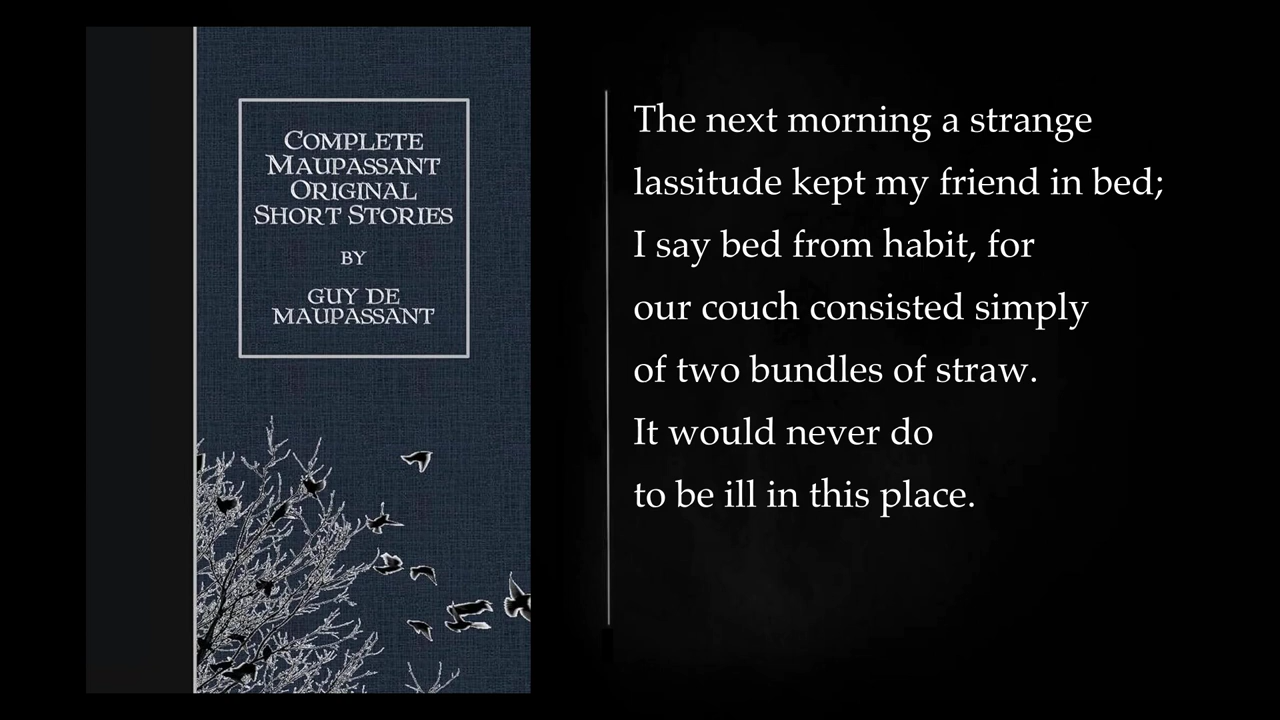 COMPLETE
MAUPASSANT
ORIGINAL
SHORT STORIES
BY
GUY DE
MAUPASSANT
The next morning a strange
lassitude kept my friend in bed;
I say bed from habit, for
our couch consisted simply
of two bundles of straw.
It would never do
to be ill in this place.